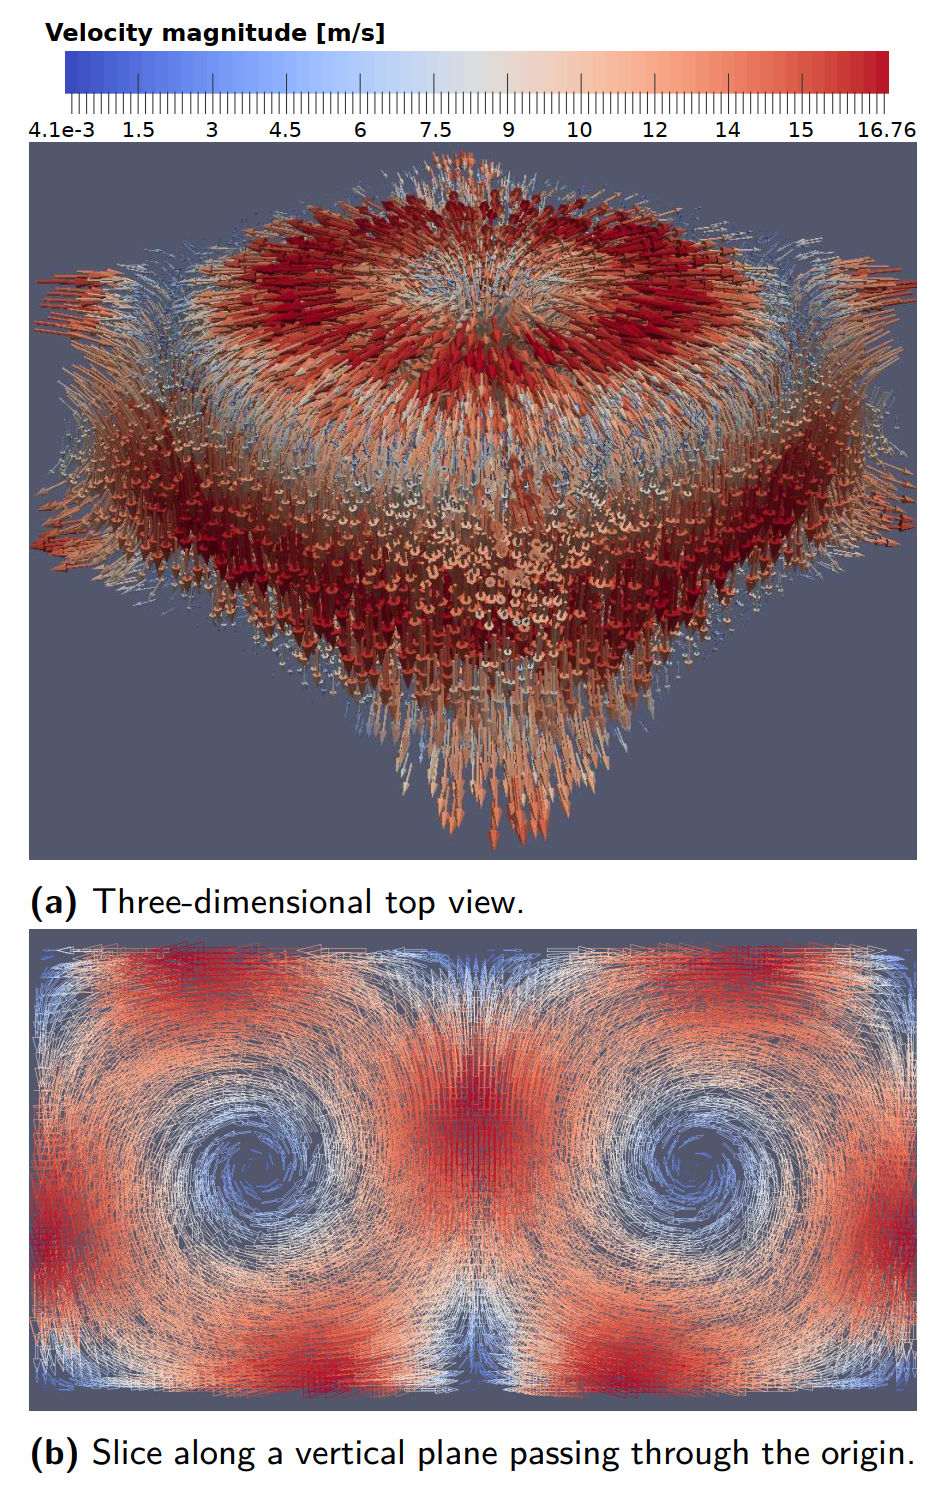 Velocity magnitude [m/s]
4.1e-3 1.5 3 4.5 6 7.5 9 10 12 14 15 16.76
(a) Three-dimensional top view.
(b) Slice along a vertical plane passing through the origin.